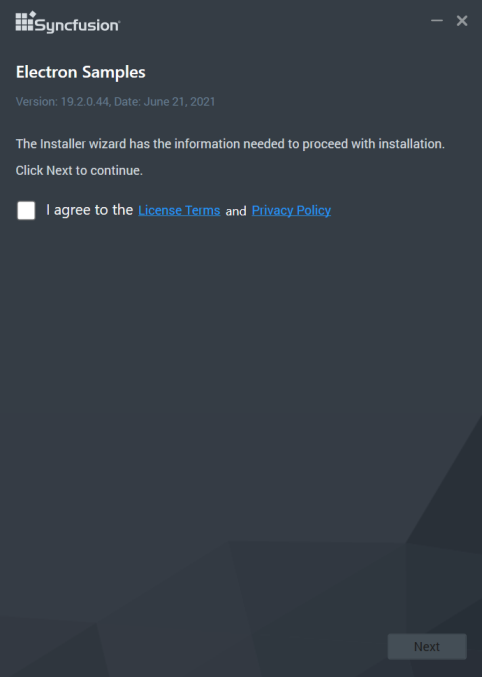 Syncfusion
Electron Samples
Version: 19.2.0.44, Date: June 21, 2021
The Installer wizard has the information needed to proceed with installation.
Click Next to continue.
I agree to the License Terms and Privacy Policy
Next